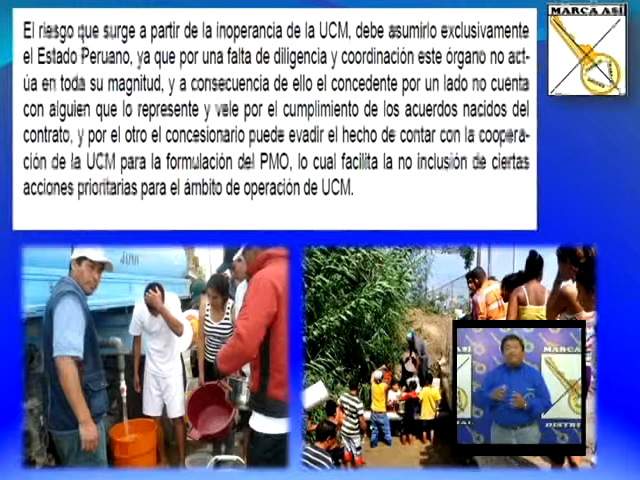 MARCA ASÍ
El riesgo que surge a partir de la inoperancia de la UCM, debe asumirlo exclusivamente
el Estado Peruano, ya que por una falta de diligencia y coordinación este órgano no act-
úa en toda su magnitud, y a consecuencia de ello el concedente por un lado no cuenta
con alguien que lo represente y vele por el cumplimiento de los acuerdos nacidos del
contrato, y por el otro el concesionario puede evadir el hecho de contar con la coopera-
ción de la UCM para la formulación del PMO, lo cual facilita la no inclusión de ciertas
acciones prioritarias para el ámbito de operación de UCM.
MARCA